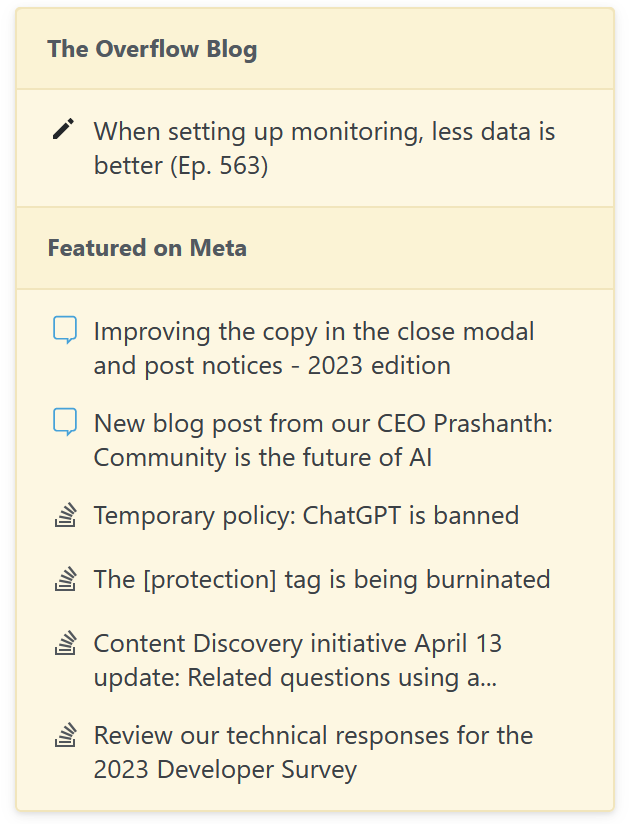 The Overflow Blog
When setting up monitoring, less data is
better (Ep. 563)
Featured on Meta
Improving the copy in the close modal
and post notices - 2023 edition
New blog post from our CEO Prashanth:
Community is the future of AI
Temporary policy: ChatGPT is banned
The [protection] tag is being burninated
Content Discovery initiative April 13
update: Related questions using a...
Review our technical responses for the
2023 Developer Survey